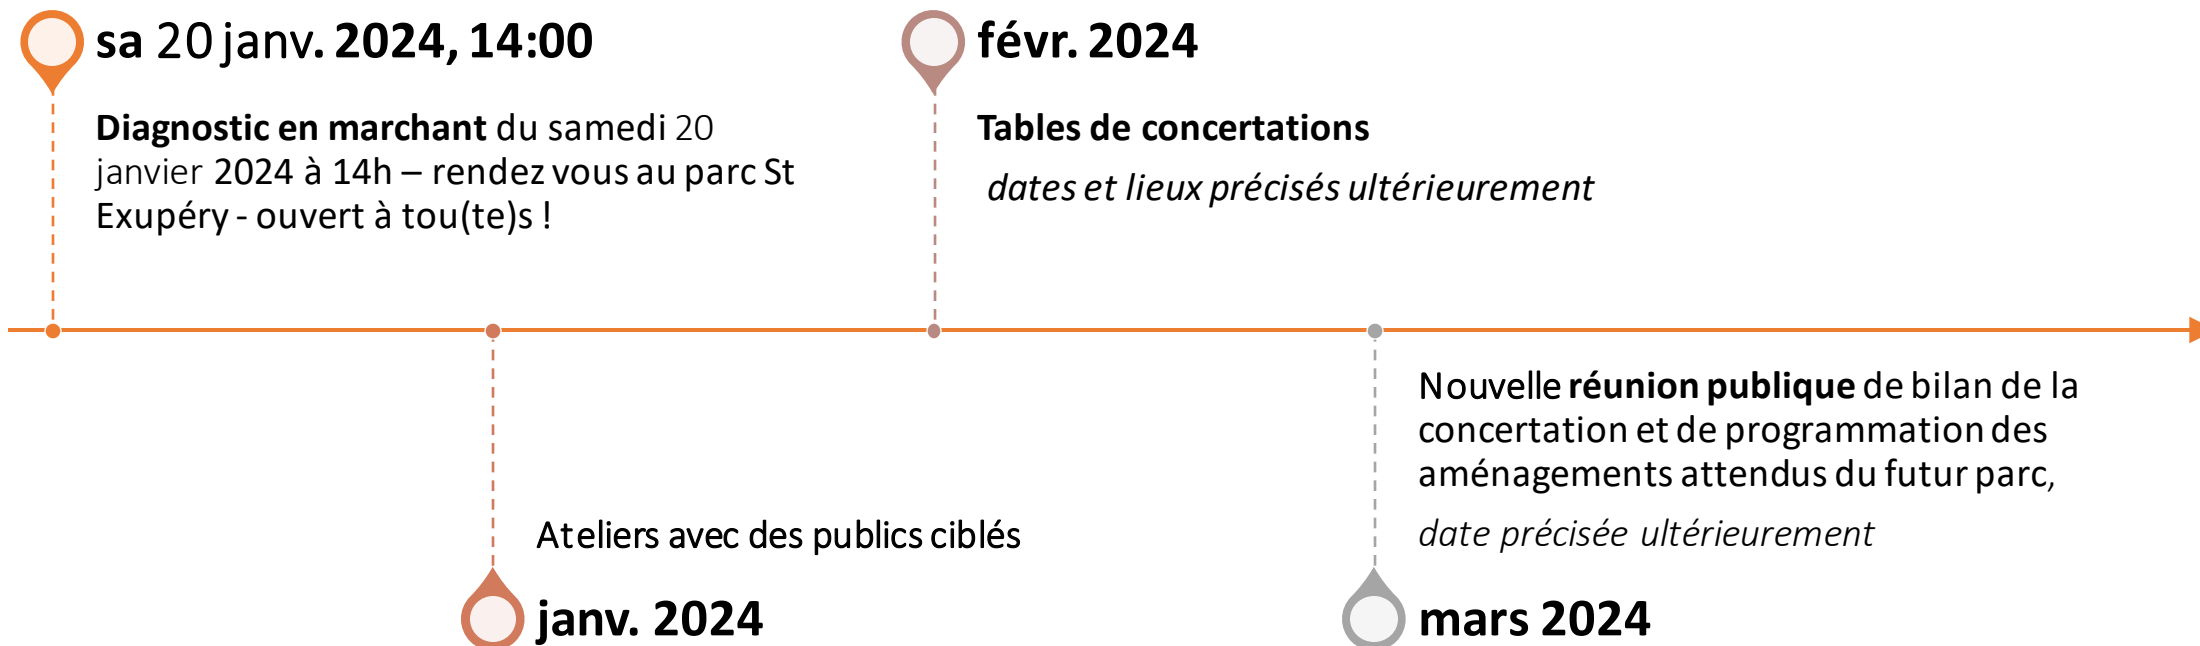 sa 20 janv. 2024, 14:00
Diagnostic en marchant du samedi 20
janvier 2024 à 14h – rendez vous au parc St
Exupéry - ouvert à tou(te)s !
Ateliers avec des publics ciblés
janv. 2024
févr. 2024
Tables de concertations
dates et lieux précisés ultérieurement
Nouvelle réunion publique de bilan de la
concertation et de programmation des
aménagements attendus du futur parc,
date précisée ultérieurement
mars 2024